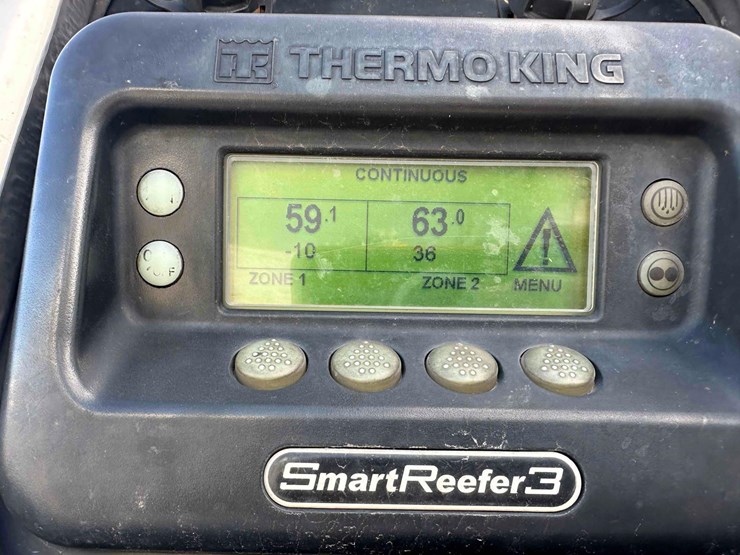 THERMO KING
CONTINUOUS
59.1 63.0
-10 36
ZONE 1 ZONE 2 MENU
SmartReefer3